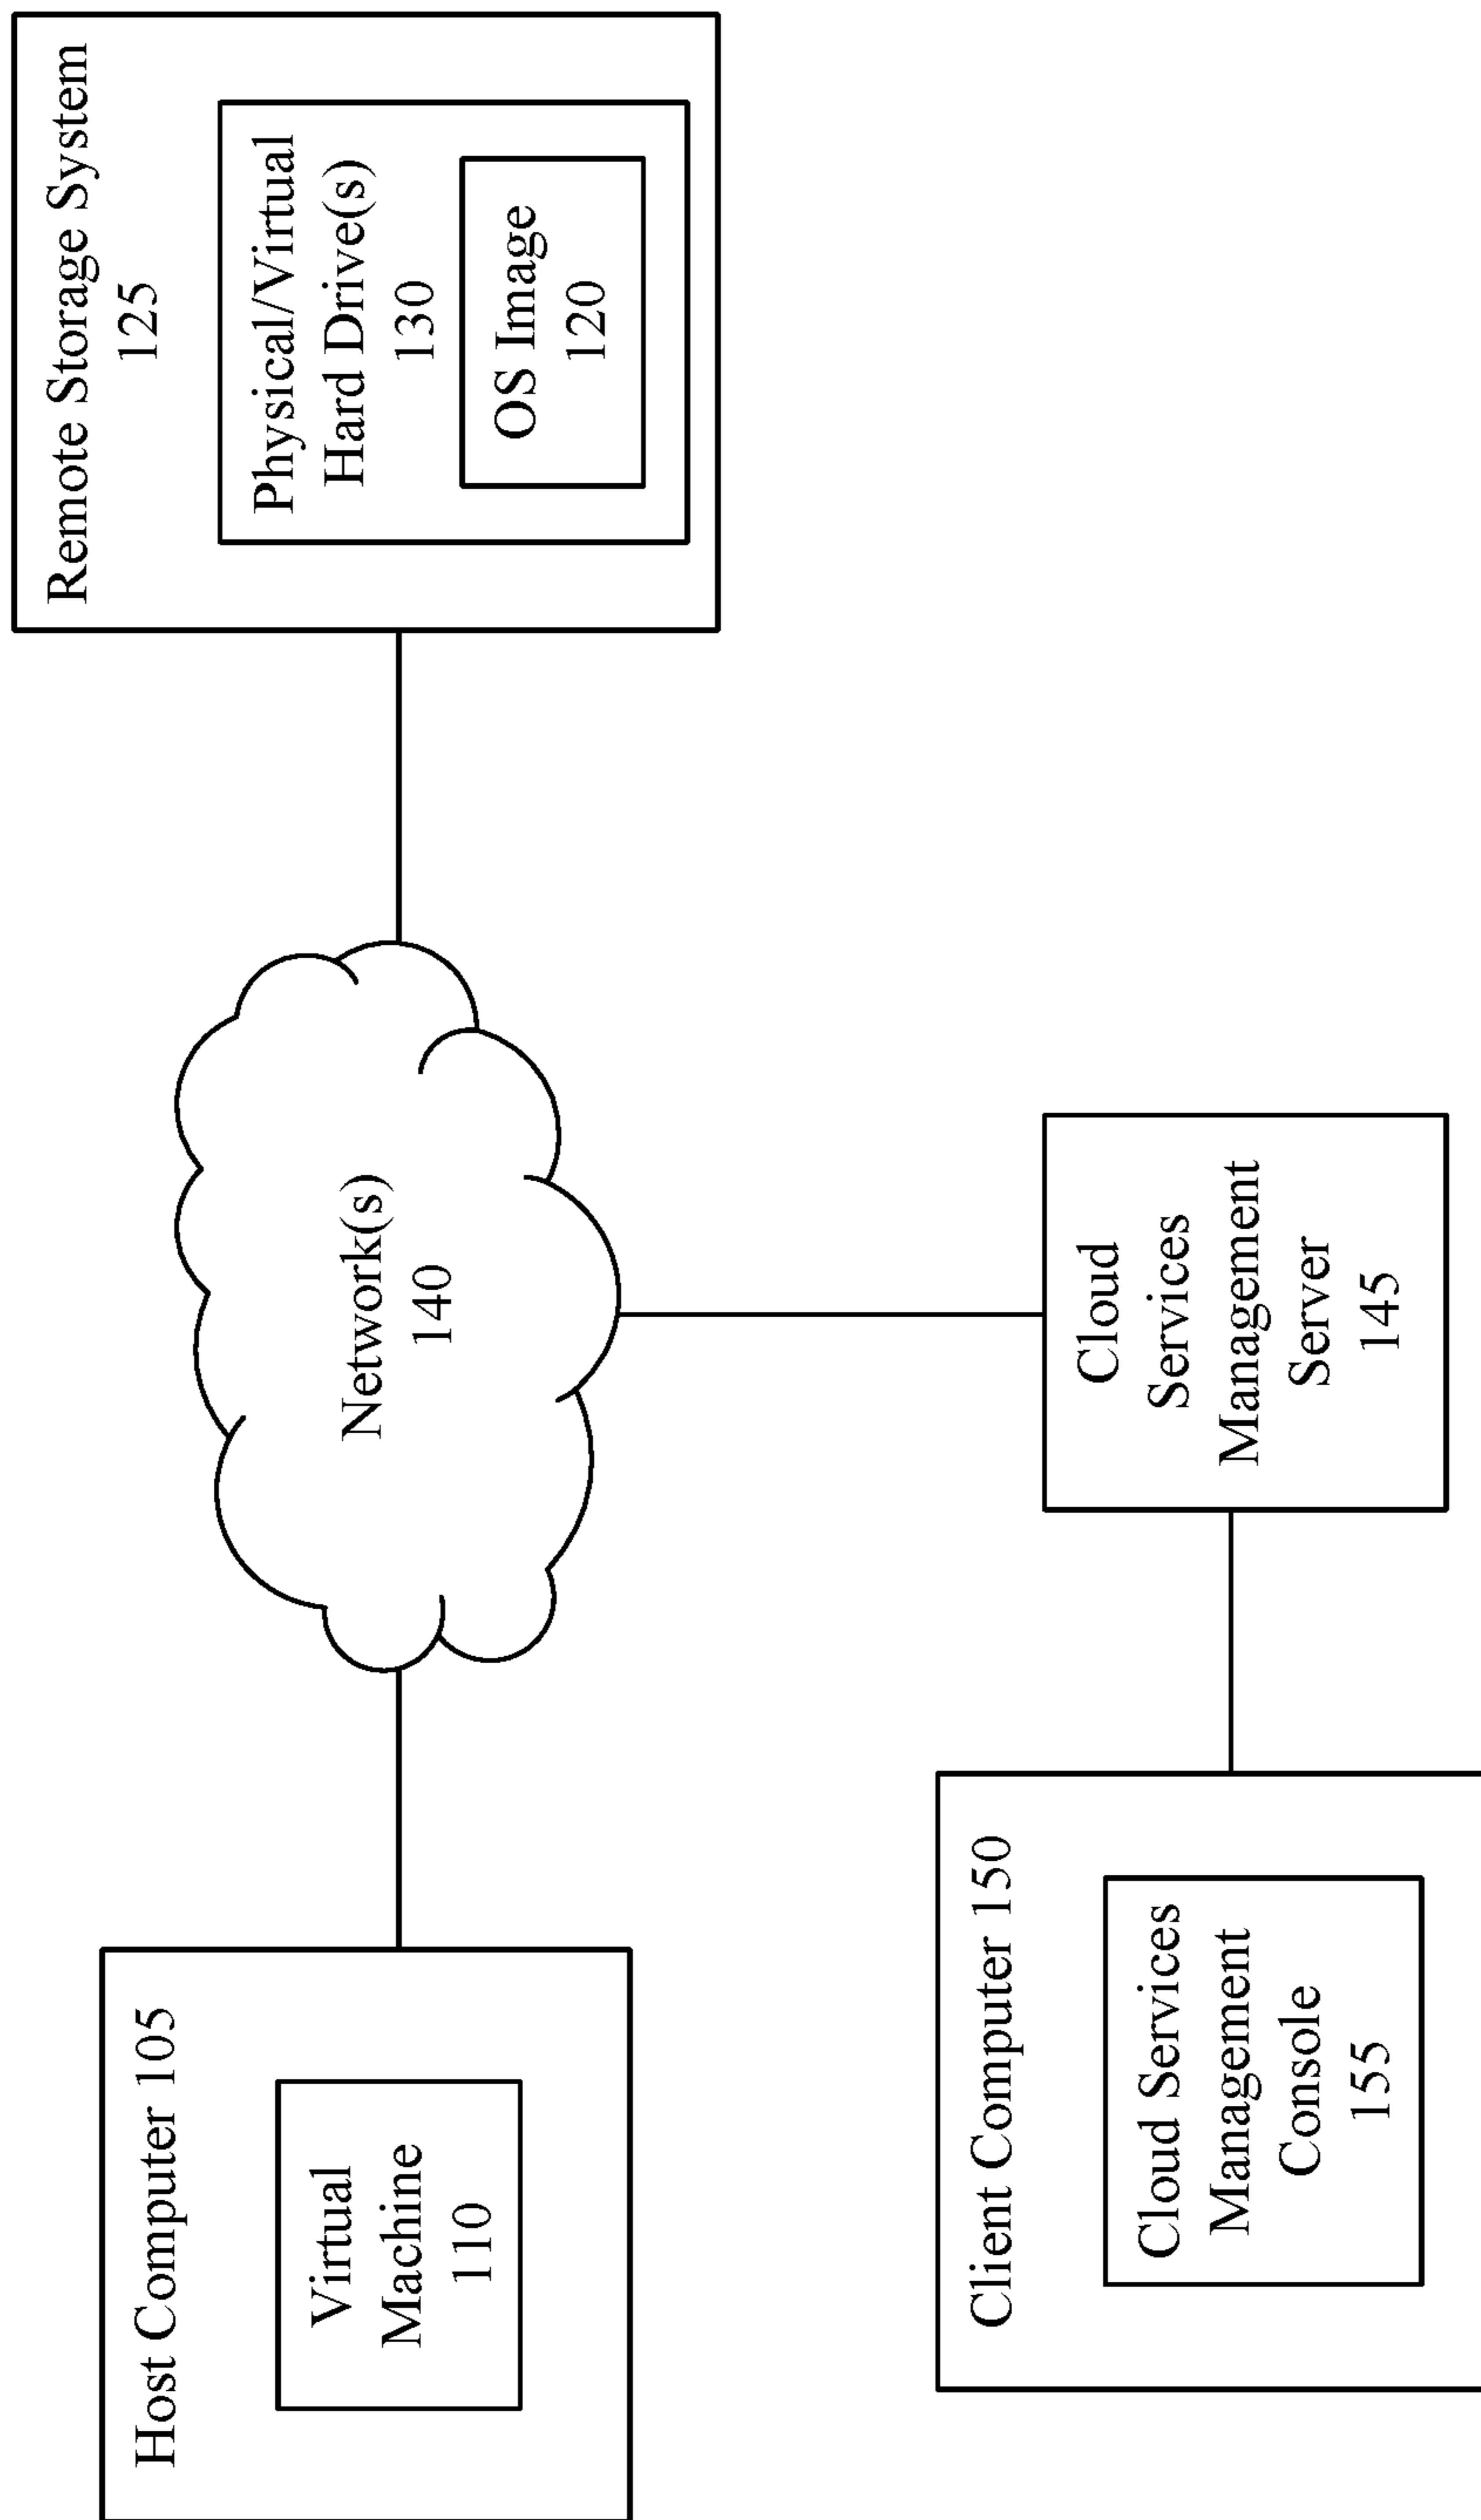 Host Computer 105
Virtual
Machine
110
Network(s)
140
Remote Storage System
125
Physical/Virtual
Hard Drive(s)
130
OS Image
120
Client Computer 150
Cloud Services
Management
Console
155
Cloud
Services
Management
Server
145